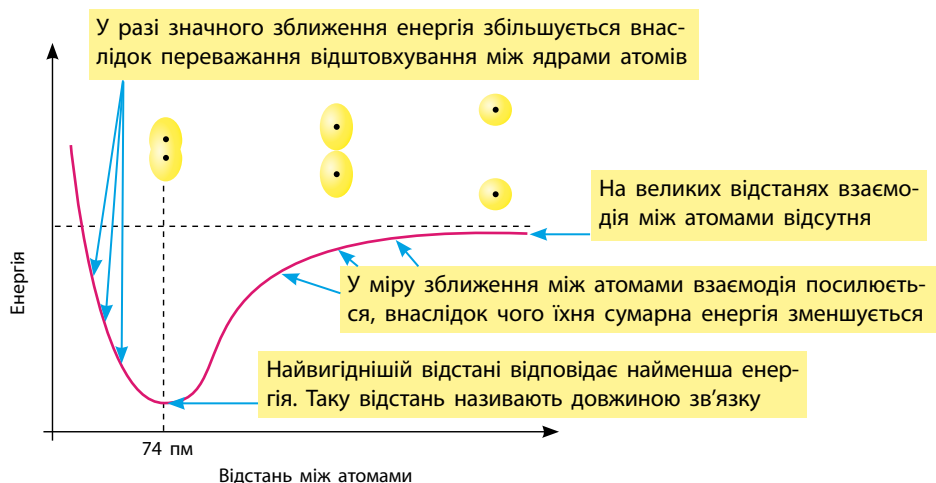 У разі значного зближення енергія збільшується внас-
лідок переважання відштовхування між ядрами атомів
На великих відстанях взаємо-
дія між атомами відсутня
Енергія
У міру зближення між атомами взаємодія посилюєть-
ся, внаслідок чого їхня сумарна енергія зменшується
Найвигіднішій відстані відповідає найменша енер-
гія. Таку відстань називають довжиною зв'язку
74 пм
Відстань між атомами